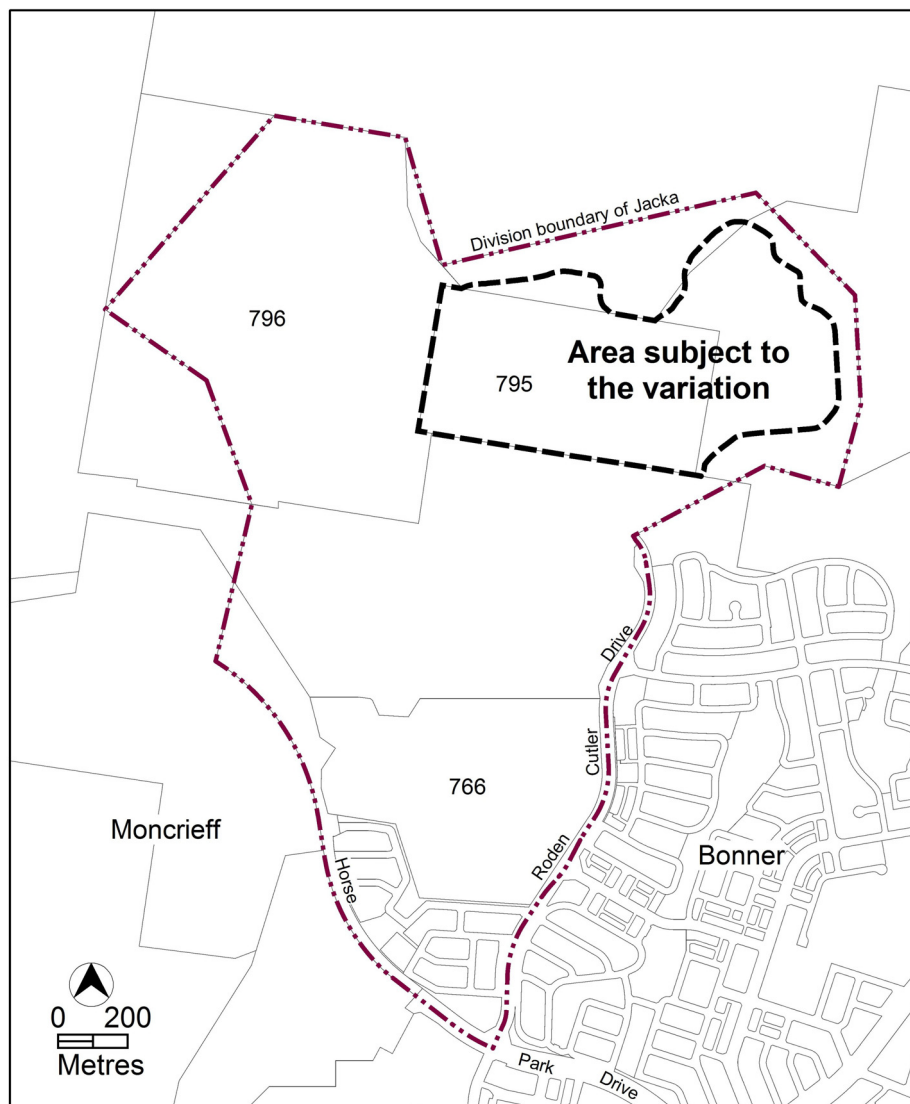 Division boundary of Jacka
796
795
Area subject to
the variation
Drive
Cutler
766
Moncrieff
Roden
Bonner
Horse
0 200
Metres
Park
Drive